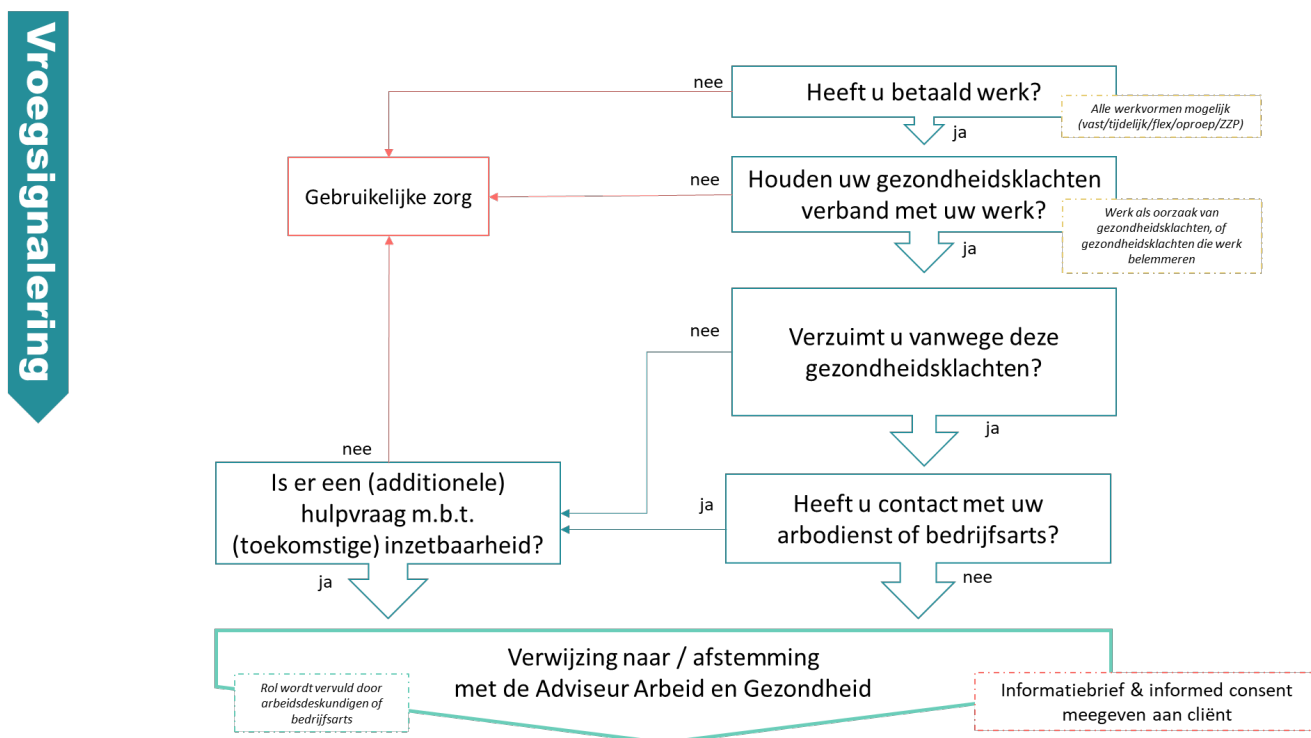 Vroegsignalering
nee
Heeft u betaald werk?
Alle werkvormen mogelijk
(vast/tijdelijk/flex/oproep/ZZP)
ja
Gebruikelijke zorg
nee
Houden uw gezondheidsklachten
verband met uw werk?
Werk als oorzaak van
gezondheidsklachten, of
gezondheidsklachten die werk
belemmeren
ja
nee
Verzuimt u vanwege deze
gezondheidsklachten?
ja
nee
Is er een (additionele)
hulpvraag m.b.t.
(toekomstige) inzetbaarheid?
ja
ja
Heeft u contact met uw
arbodienst of bedrijfsarts?
nee
Verwijzing naar / afstemming
met de Adviseur Arbeid en Gezondheid
Rol wordt vervuld door
arbeidsdeskundigen of
bedrijfsarts
Informatiebrief & informed consent
meegeven aan cliënt